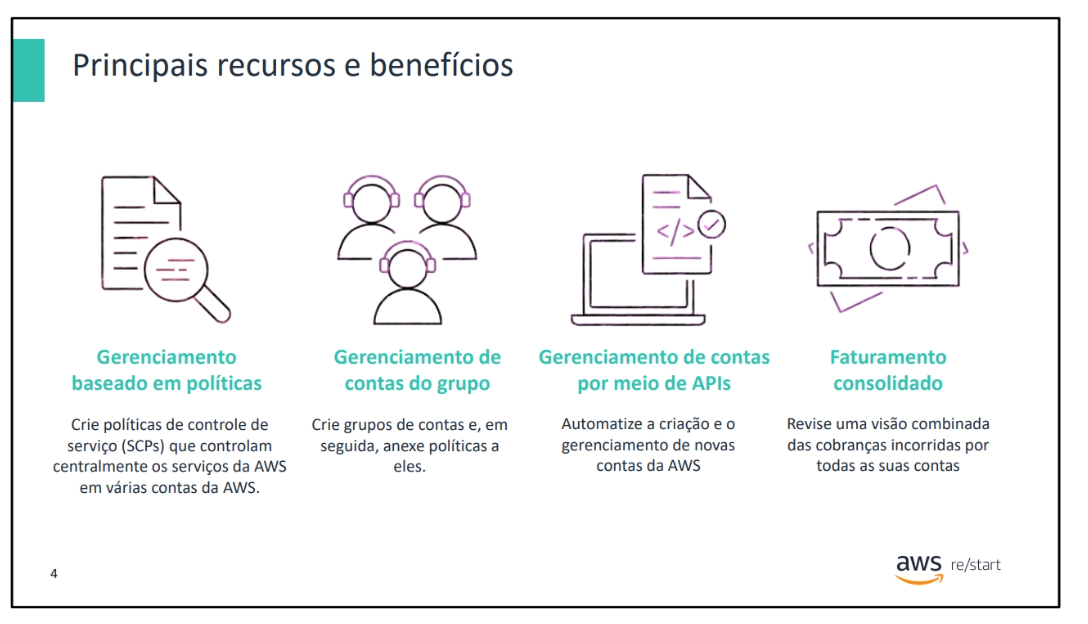 Principais recursos e benefícios
</>
Gerenciamento
baseado em políticas
Crie políticas de controle de
serviço (SCPs) que controlam
centralmente os serviços da AWS
em várias contas da AWS.
Gerenciamento de
contas do grupo
Crie grupos de contas e, em
seguida, anexe políticas a
eles.
Gerenciamento de contas
por meio de APIs
Automatize a criação e o
gerenciamento de novas
contas da AWS
Faturamento
consolidado
Revise uma visão combinada
das cobranças incorridas por
todas as suas contas
4
aws re/start